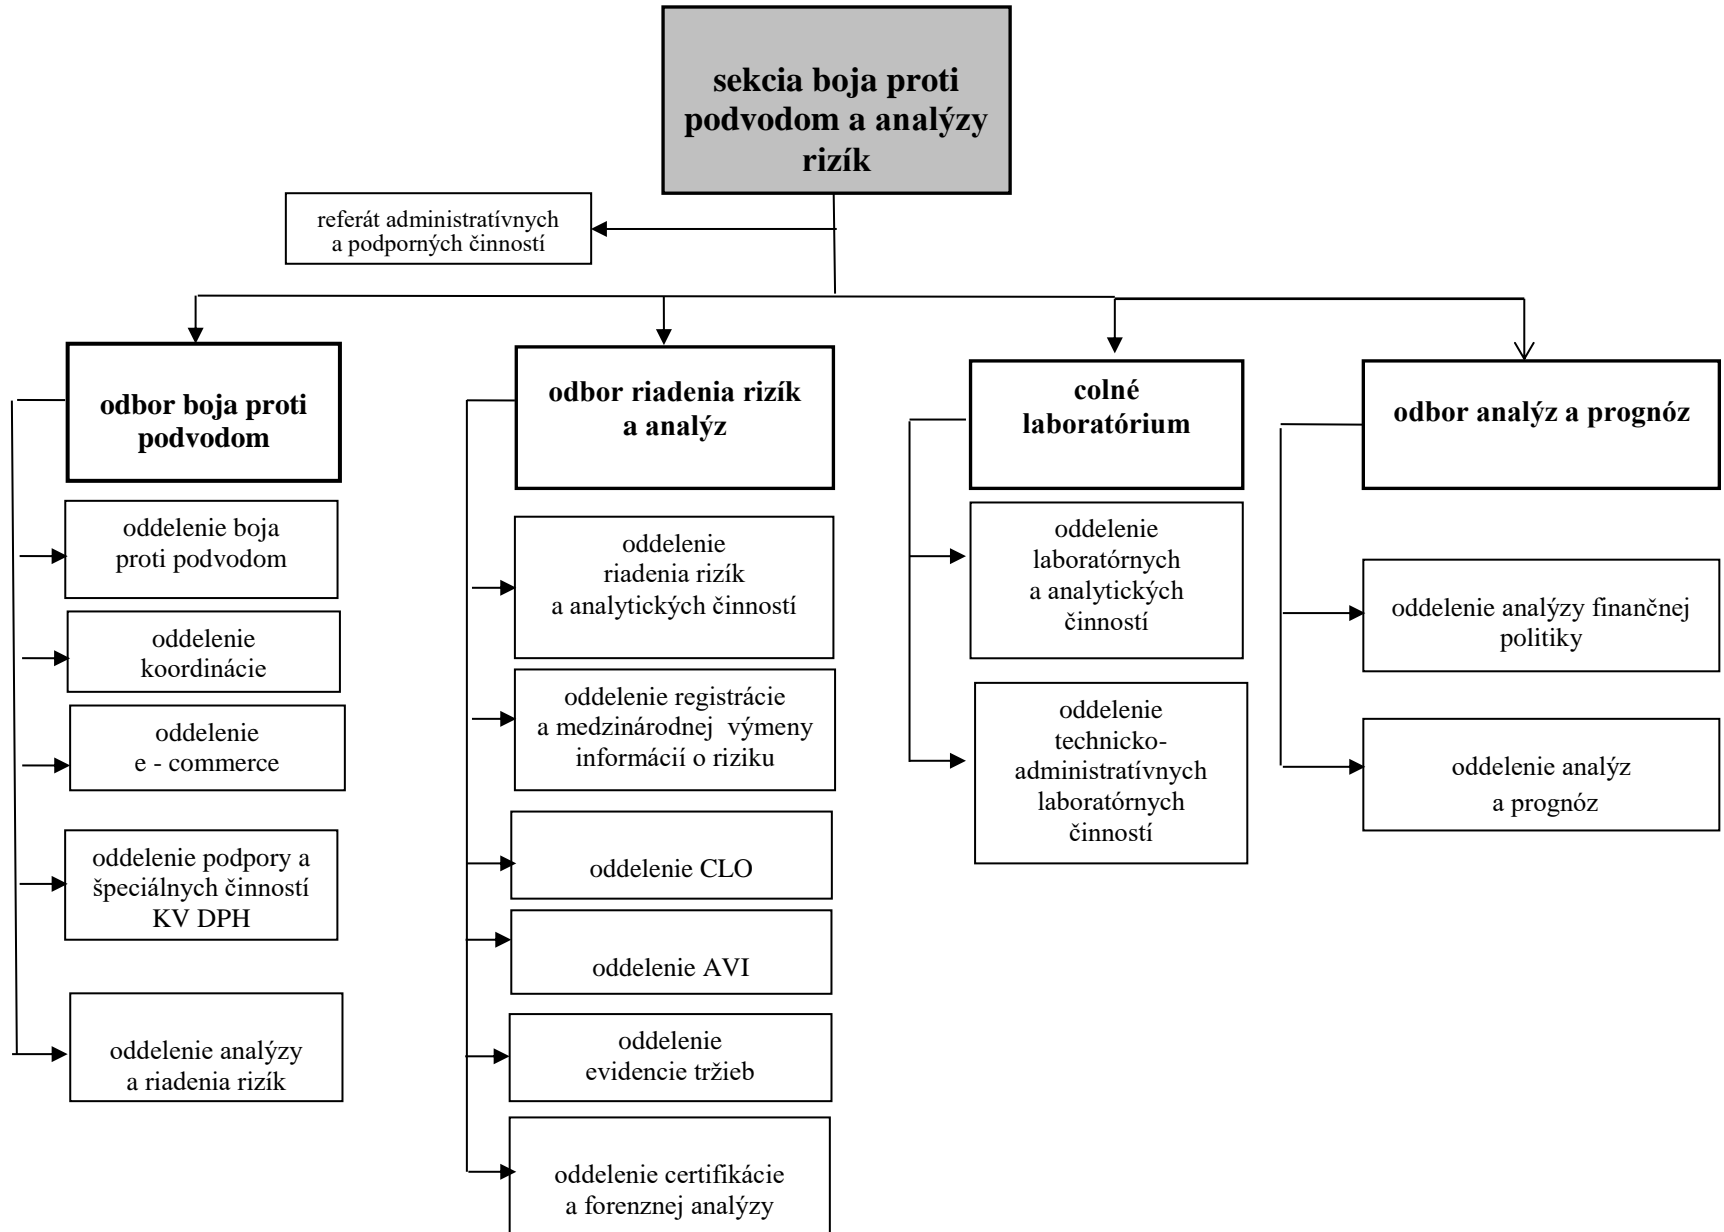 sekcia boja proti
podvodom a analýzy
rizík
referát administratívnych
a podporných činností
odbor boja proti
podvodom
oddelenie boja
proti podvodom
oddelenie
koordinácie
oddelenie
e - commerce
oddelenie podpory a
špeciálnych činností
KV DPH
oddelenie analýzy
a riadenia rizík
odbor riadenia rizík
a analýz
oddelenie
riadenia rizík
a analytických činností
oddelenie registrácie
a medzinárodnej výmeny
informácií o riziku
oddelenie CLO
oddelenie AVI
oddelenie
evidencie tržieb
oddelenie certifikácie
a forenznej analýzy
colné
laboratórium
oddelenie
laboratórnych
a analytických
činností
oddelenie
technicko-
administratívnych
laboratórnych
činností
odbor analýz a prognóz
oddelenie analýzy finančnej
politiky
oddelenie analýz
a prognóz